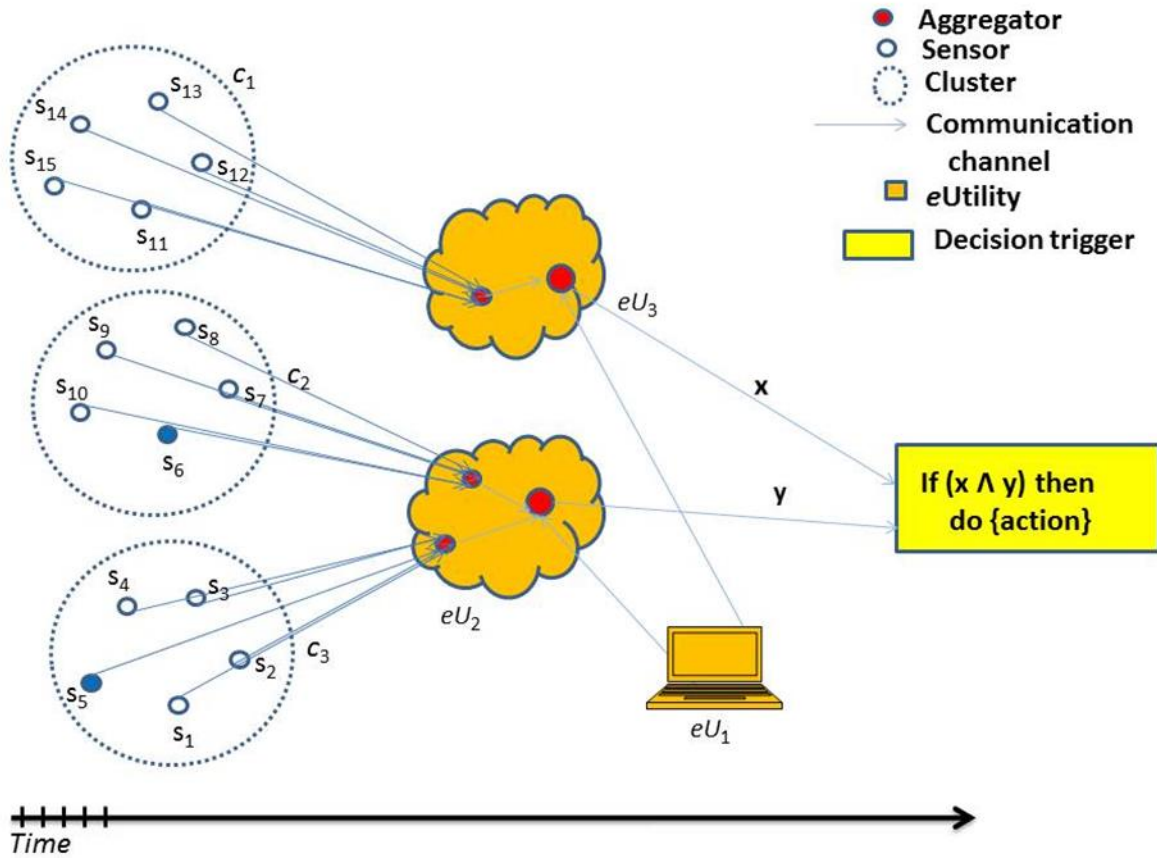 Aggregator
Sensor
Cluster
Communication
channel
eUtility
Decision trigger
c₁
s₁₃
s₁₄
s₁₂
s₁₅
s₁₁
eU₃
s₉
s₈
c₂
s₇
s₁₀
s₆
x
y
If (x Λ y) then
do {action}
s₄
s₃
eU₂
c₃
s₂
s₅
s₁
eU₁
Time